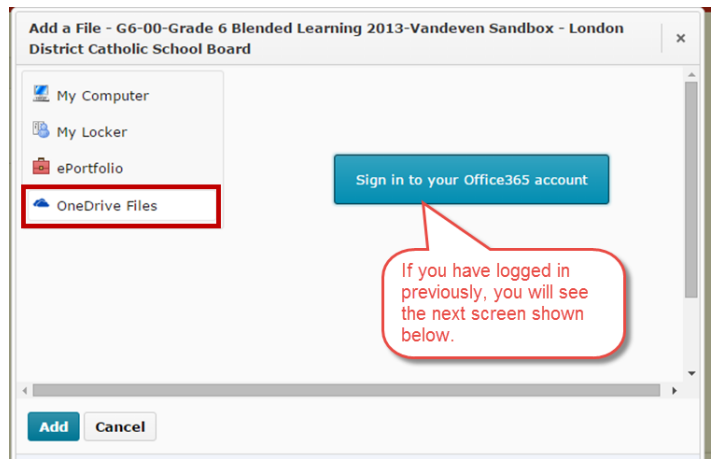 Add a File - G6-00-Grade 6 Blended Learning 2013-Vandeven Sandbox - London
District Catholic School Board
×
My Computer
My Locker
ePortfolio
OneDrive Files
Sign in to your Office365 account
If you have logged in
previously, you will see
the next screen shown
below.
Add
Cancel